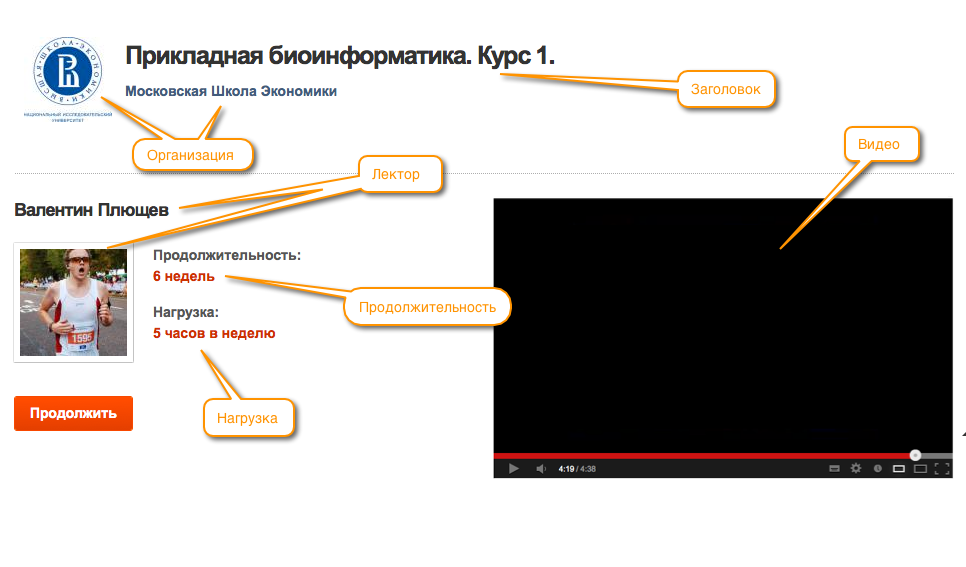 ВЫСШАЯ ШКОЛА ЭКОНОМИКИ
НАЦИОНАЛЬНЫЙ ИССЛЕДОВАТЕЛЬСКИЙ
УНИВЕРСИТЕТ
Прикладная биоинформатика. Курс 1.
Московская Школа Экономики
Заголовок
Организация
Видео
Лектор
Валентин Плющев
Продолжительность:
6 недель
Продолжительность
Нагрузка:
5 часов в неделю
1595
Продолжить
Нагрузка
4:19 / 4:38